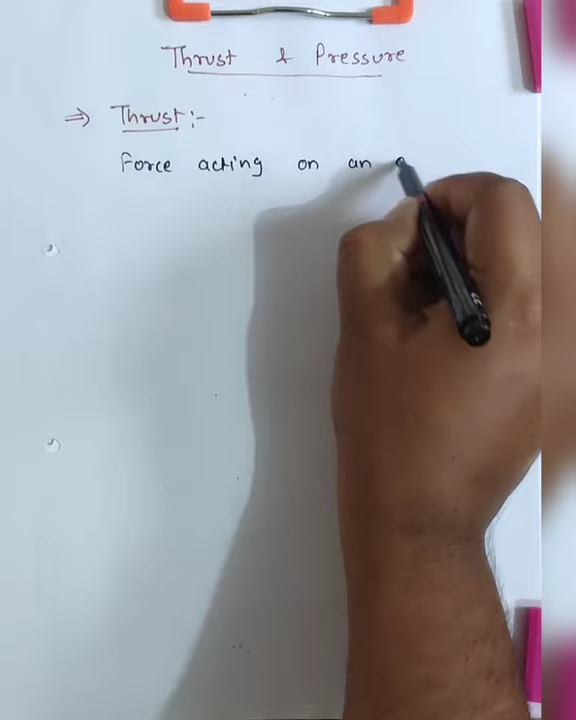 Thrust & Pressure
⇒ Thrust :-
Force acting on an